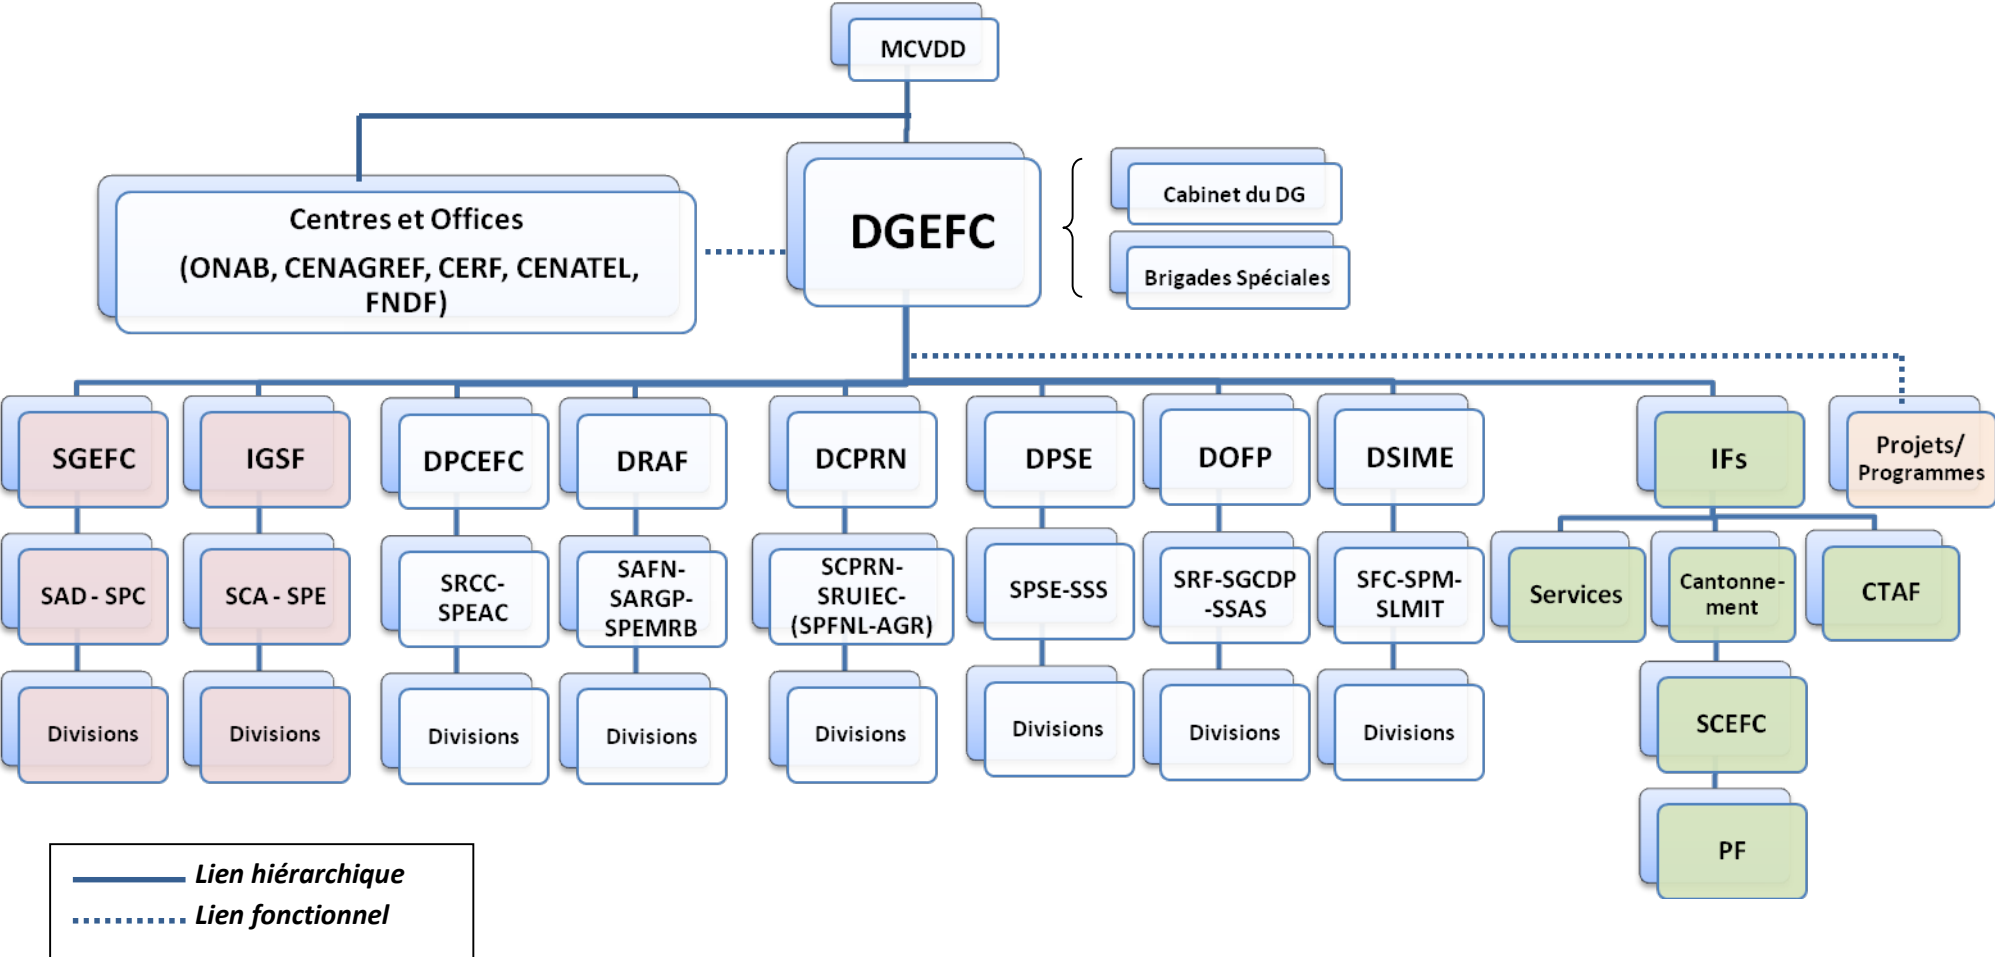 MCVDD
Centres et Offices
(ONAB, CENAGREF, CERF, CENATEL,
FNDF)
DGEFC
Cabinet du DG
Brigades Spéciales
SGEFC
IGSF
DPCEFC
DRAF
DCPRN
DPSE
DOFP
DSIME
IFs
Projets/
Programmes
SAD - SPC
SCA - SPE
SRCC-
SPEAC
SAFN-
SARGP-
SPEMRB
SCPRN-
SRUIEC-
(SPFNL-AGR)
SPSE-SSS
SRF-SGCDP
-SSAS
SFC-SPM-
SLMIT
Services
Cantonne-
ment
CTAF
Divisions
Divisions
Divisions
Divisions
Divisions
Divisions
Divisions
Divisions
SCEFC
PF
Lien hiérarchique
Lien fonctionnel